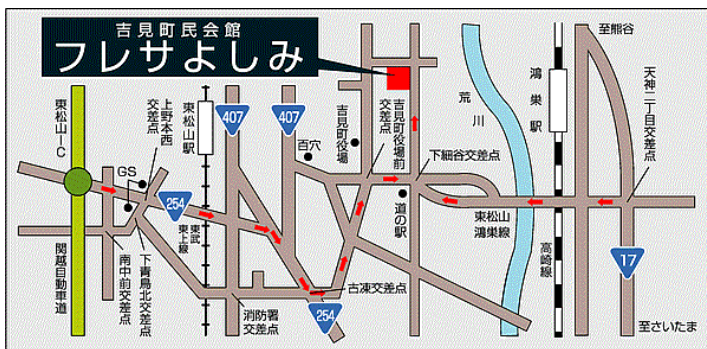 吉見町民会館
フレサよしみ
至熊谷
東松山IC
上野本西
交差点
東松山駅
407
407
百穴
吉見町役場
吉見町役場前
交差点
荒川
鴻巣駅
天神二丁目交差点
GS
254
下細谷交差点
道の駅
東松山
鴻巣線
東武
東上線
関越自動車道
南中前交差点
下青鳥北交差点
消防署
交差点
古凍交差点
254
高崎線
17
至さいたま